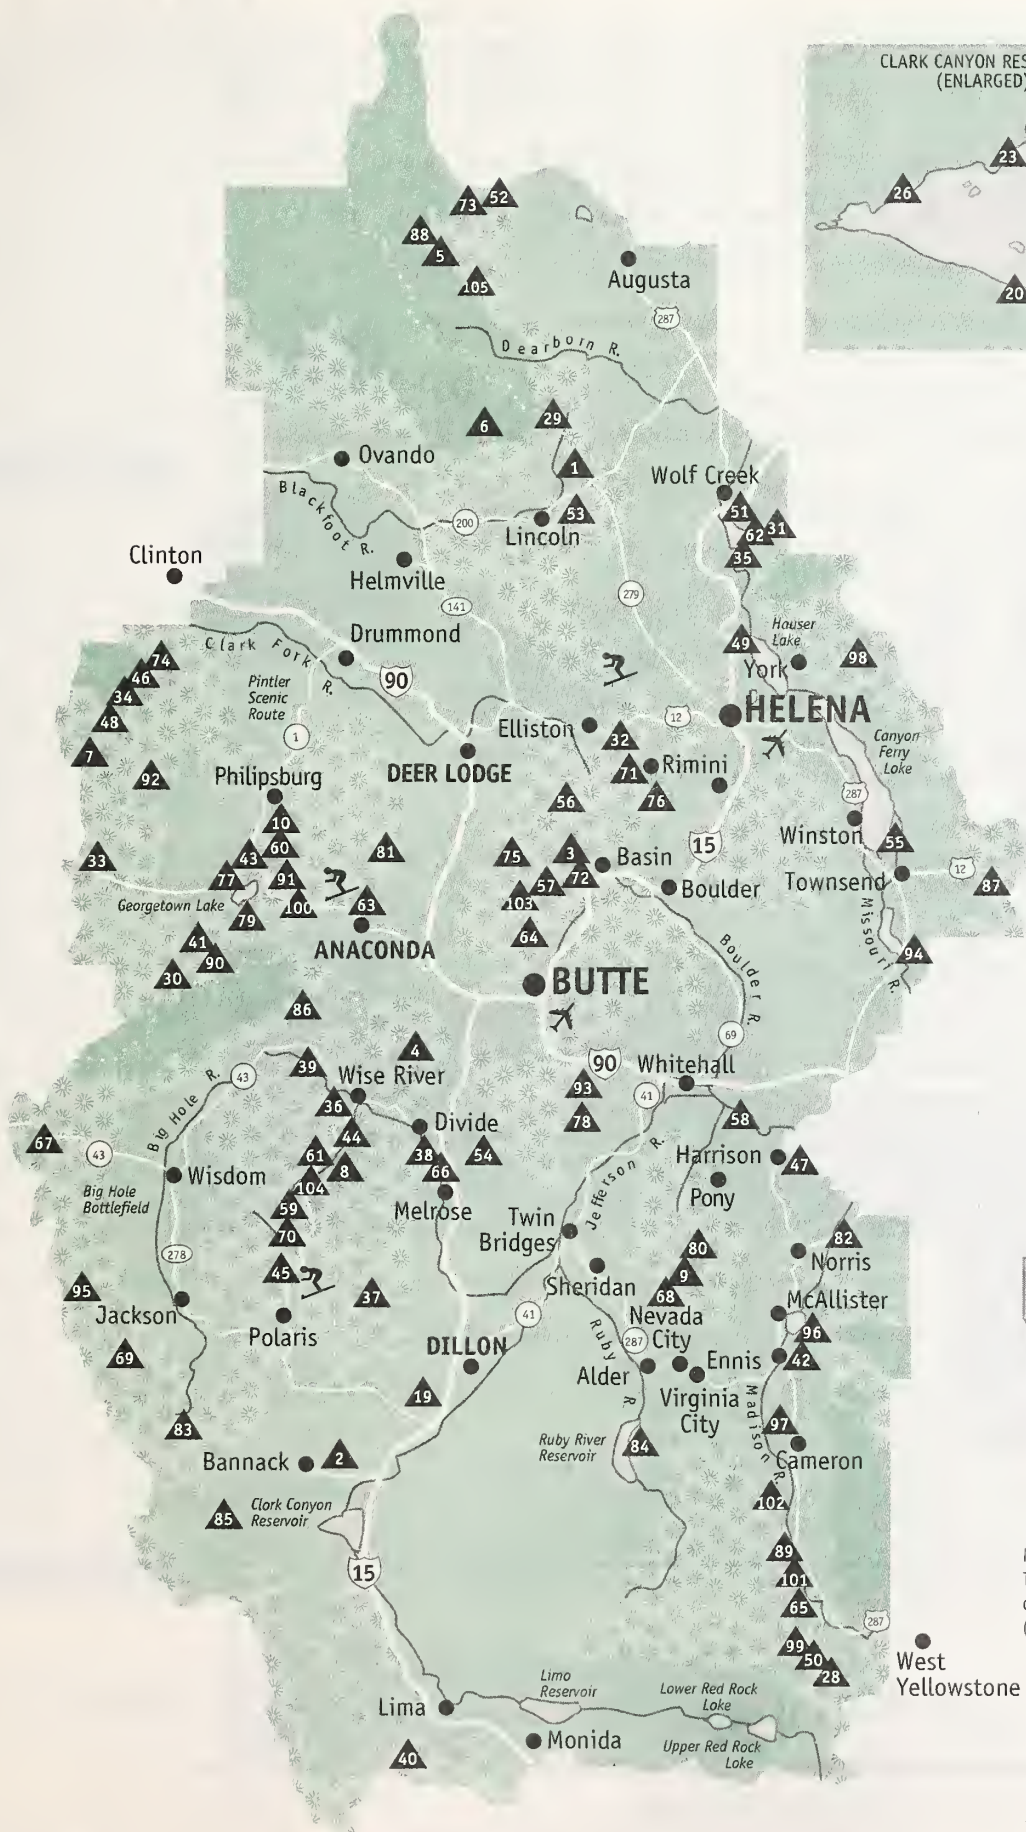 CLARK CANYON RES
(ENLARGED)
23
26
20
52
73
88
5
105
Augusta
287
Dearborn R.
29
6
Ovando
1
Wolf Creek
Blackfoot R.
51
31
53
62
200
Lincoln
35
Clinton
Helmville
279
141
Drummond
Clark Fork R.
Hauser
Lake
49
98
74
York
46
90
Pintler
Scenic
Route
34
HELENA
48
12
Elliston
1
32
Canyon
Ferry
Lake
7
DEER LODGE
Rimini
71
92
Philipsburg
56
76
287
10
Winston
15
55
60
81
3
33
43
75
Basin
12
77
91
72
57
Boulder
Townsend
87
Georgetown Lake
100
63
103
79
ANACONDA
64
Missouri R.
41
94
90
30
BUTTE
Boulder R.
86
69
4
39
90
Whitehall
43
Wise River
93
41
36
Big Hole R.
78
58
Divide
44
67
43
61
38
54
Harrison
47
8
66
Wisdom
Pony
104
Big Hole
Bottlefield
Melrose
59
Jefferson R.
Twin
Bridges
70
82
278
80
Norris
45
9
Sheridan
95
37
68
McAllister
Jackson
Nevada
City
41
96
Polaris
Ruby R
287
69
DILLON
Ennis
42
Alder
Virginia
City
19
Madison R.
83
97
Ruby River
Reservoir
84
Bannack
2
Cameron
102
Clork Canyon
Reservoir
85
89
15
101
65
287
99
West
Yellowstone
50
28
Limo
Reservoir
Lower Red Rock
Loke
Lima
Monida
Upper Red Rock
Loke
40